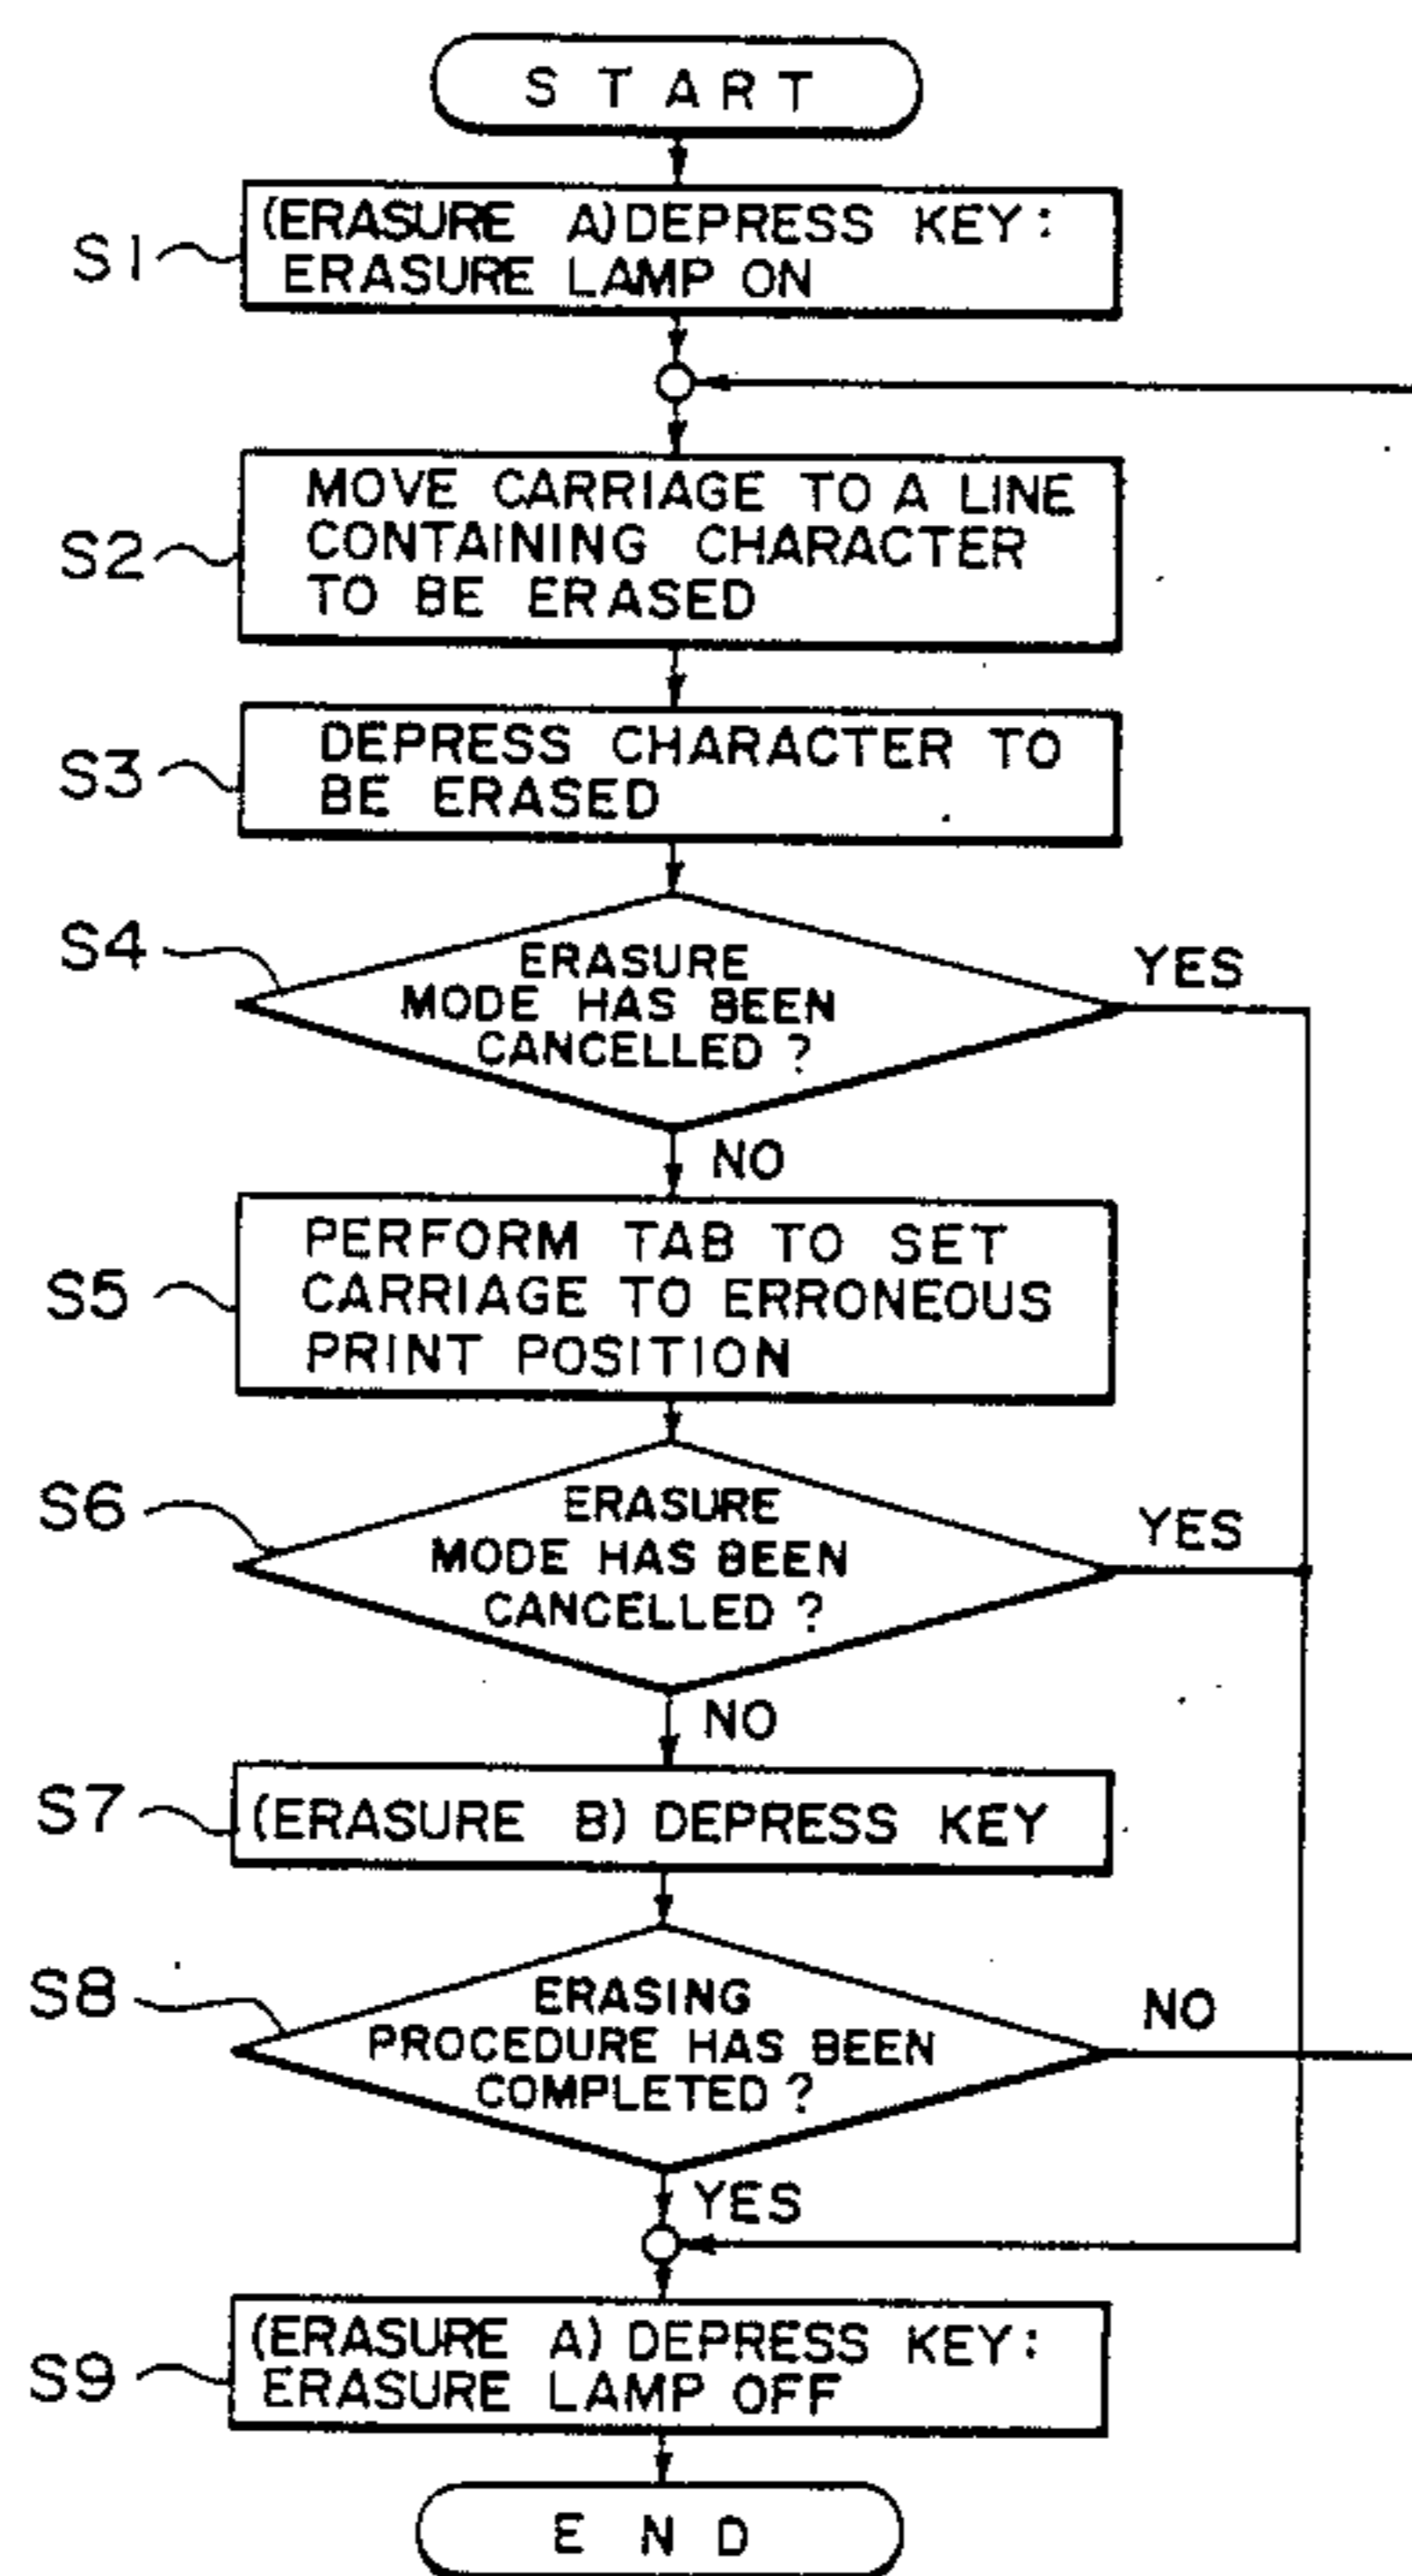 START
S1
(ERASURE A) DEPRESS KEY:
ERASURE LAMP ON
S2
MOVE CARRIAGE TO A LINE
CONTAINING CHARACTER
TO BE ERASED
S3
DEPRESS CHARACTER TO
BE ERASED
S4
ERASURE
MODE HAS BEEN
CANCELLED ?
YES
NO
S5
PERFORM TAB TO SET
CARRIAGE TO ERRONEOUS
PRINT POSITION
S6
ERASURE
MODE HAS BEEN
CANCELLED ?
YES
NO
S7
(ERASURE B) DEPRESS KEY
S8
ERASING
PROCEDURE HAS BEEN
COMPLETED ?
NO
YES
S9
(ERASURE A) DEPRESS KEY:
ERASURE LAMP OFF
END